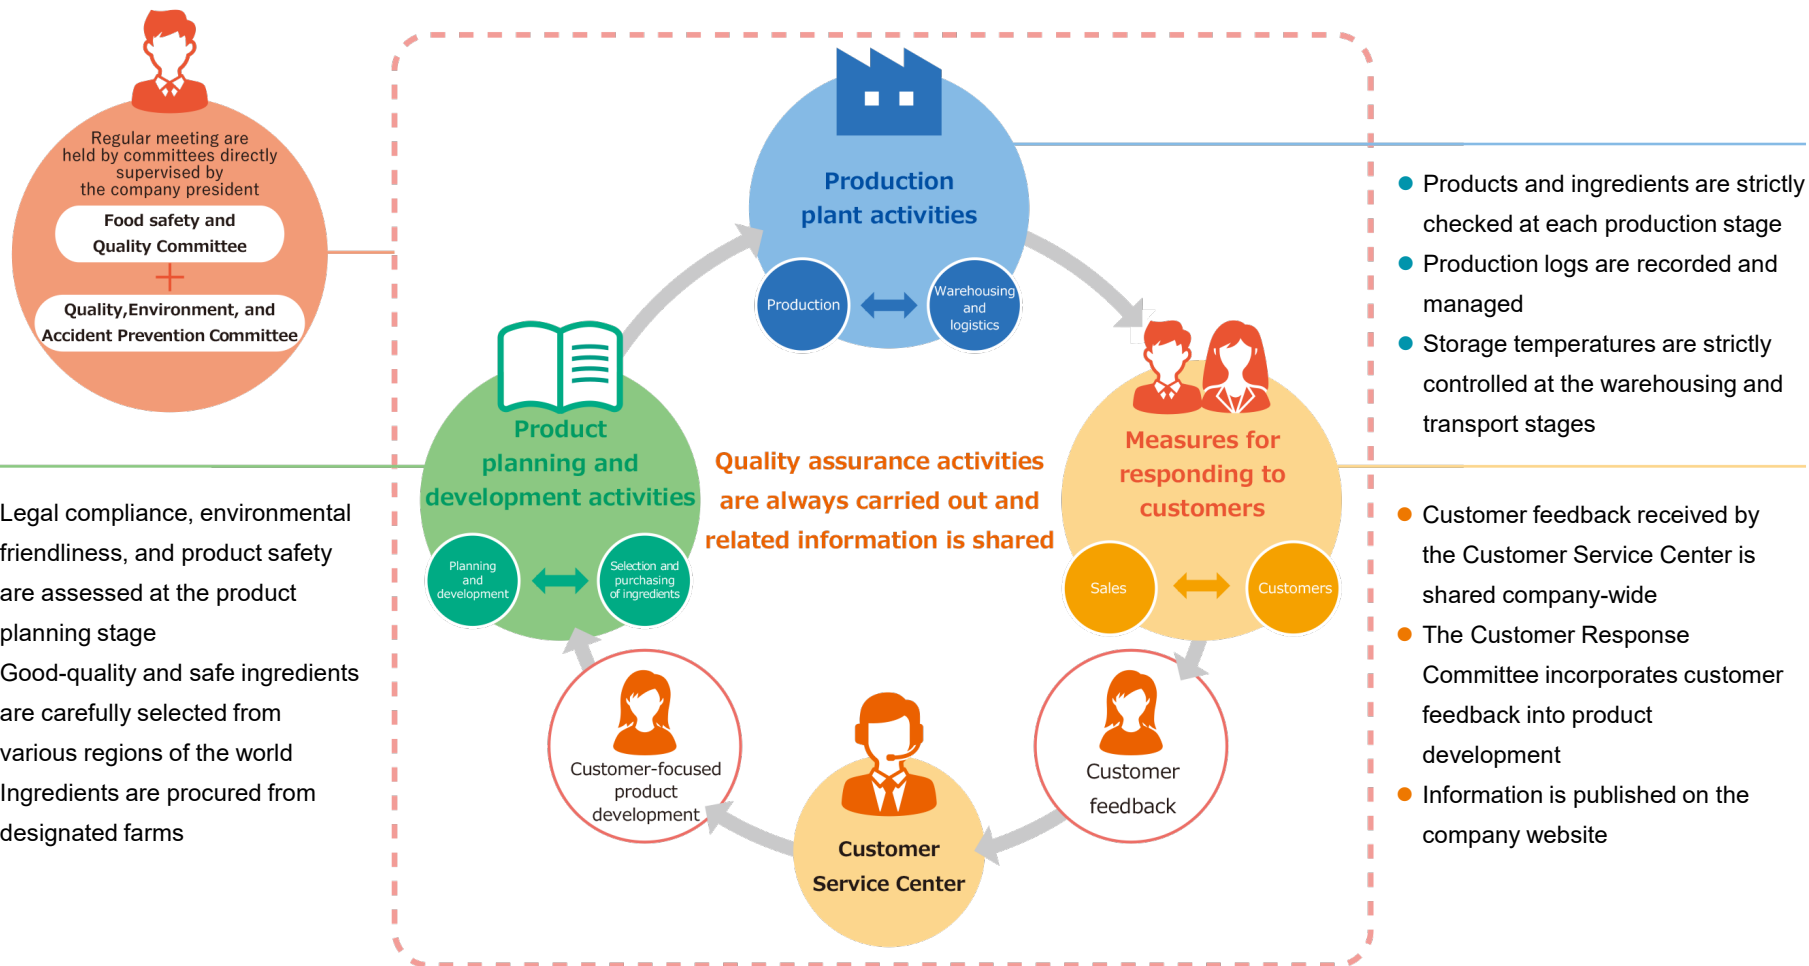 Regular meeting are
held by committees directly
supervised by
the company president
Food safety and
Quality Committee
Quality,Environment, and
Accident Prevention Committee
Production
plant activities
Production
Warehousing
and
logistics
Products and ingredients are strictly
checked at each production stage
Production logs are recorded and
managed
Storage temperatures are strictly
controlled at the warehousing and
transport stages
Product
planning and
development activities
Planning
and
development
Selection and
purchasing
of ingredients
Quality assurance activities
are always carried out and
related information is shared
Measures for
responding to
customers
Sales
Customers
Legal compliance, environmental
friendliness, and product safety
are assessed at the product
planning stage
Good-quality and safe ingredients
are carefully selected from
various regions of the world
Ingredients are procured from
designated farms
Customer feedback received by
the Customer Service Center is
shared company-wide
The Customer Response
Committee incorporates customer
feedback into product
development
Information is published on the
company website
Customer-focused
product
development
Customer
feedback
Customer
Service Center